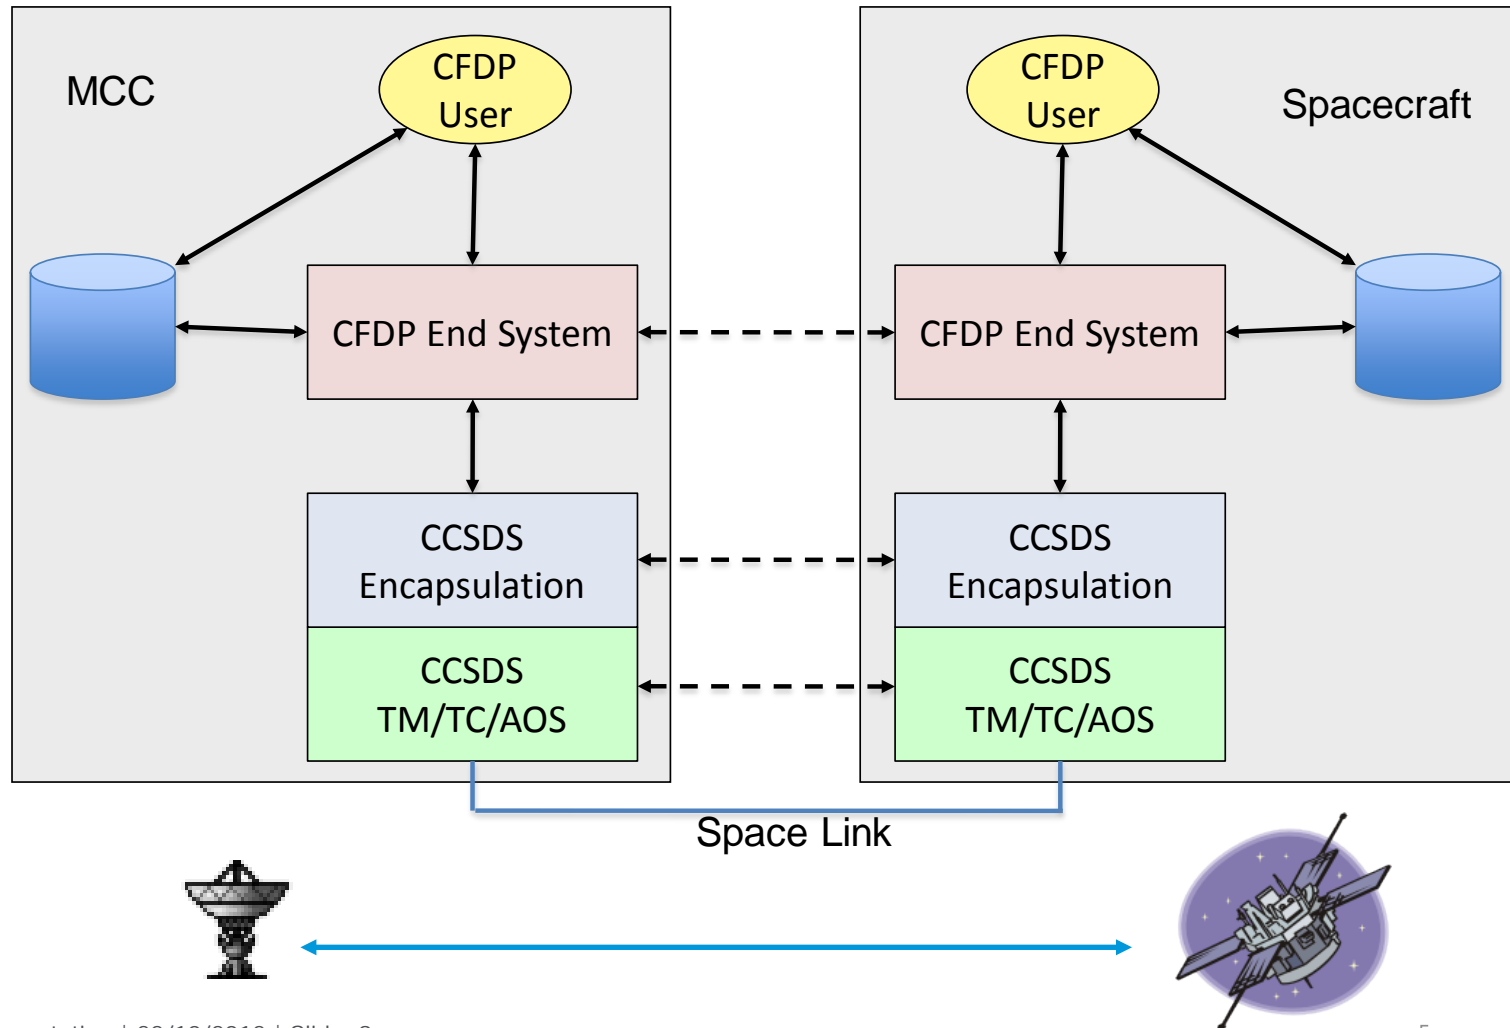 MCC
CFDP
User
CFDP
User
Spacecraft
CFDP End System
CFDP End System
CCSDS
Encapsulation
CCSDS
Encapsulation
CCSDS
TM/TC/AOS
CCSDS
TM/TC/AOS
Space Link